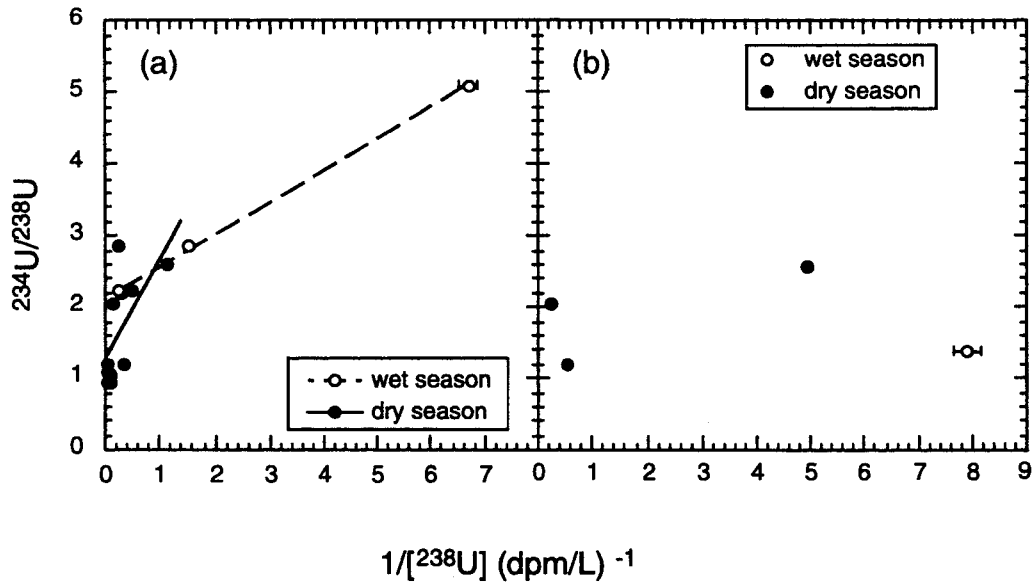 6
5
4
3
2
1
0
²³⁴U/²³⁸U
(a)
wet season
dry season
0 1 2 3 4 5 6 7
(b)
wet season
dry season
0 1 2 3 4 5 6 7 8 9
1/[²³⁸U] (dpm/L) ⁻¹